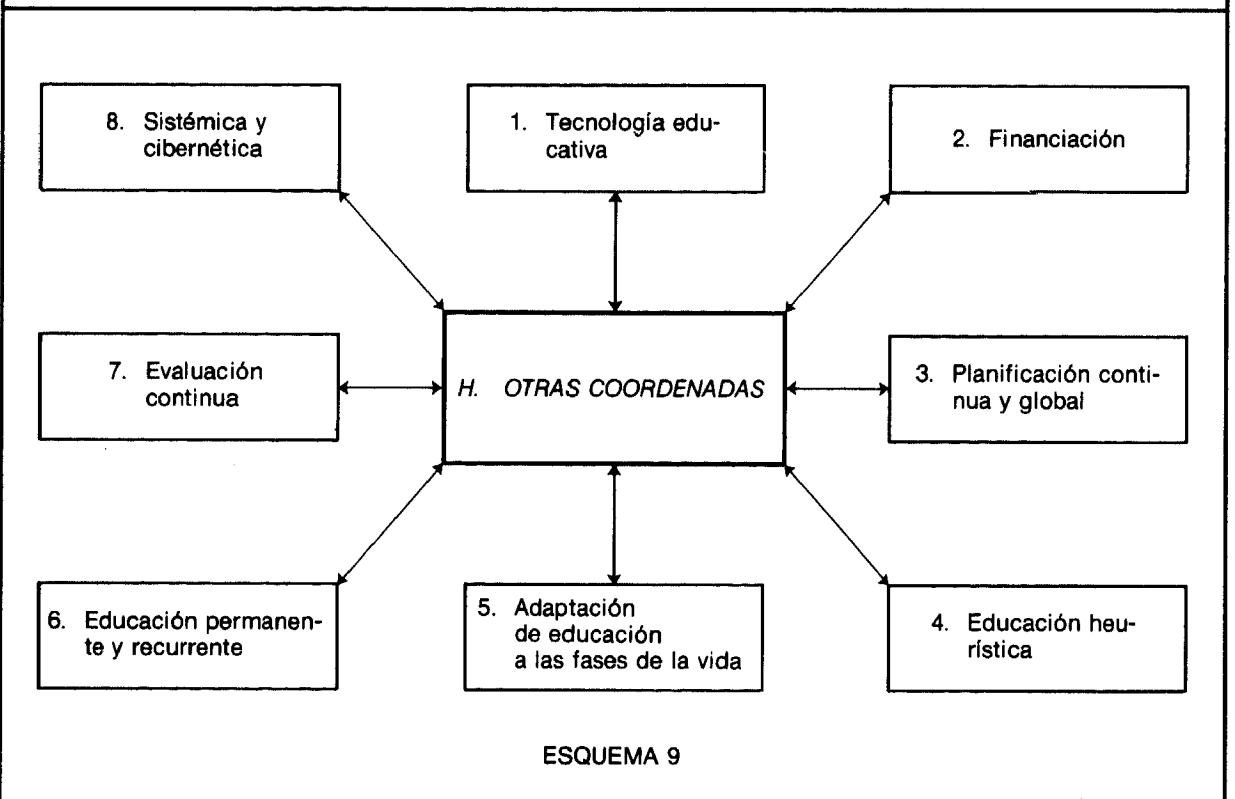 8. Sistémica y
cibernética
1. Tecnología edu-
cativa
2. Financiación
7. Evaluación
continua
H. OTRAS COORDENADAS
3. Planificación conti-
nua y global
6. Educación permanen-
te y recurrente
5. Adaptación
de educación
a las fases de la vida
4. Educación heu-
rística
ESQUEMA 9